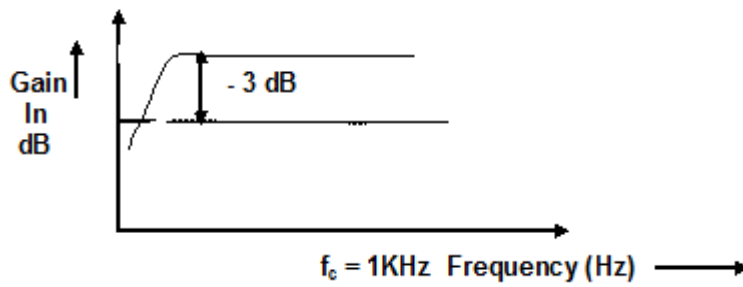 Gain
In
dB
- 3 dB
fc = 1KHz Frequency (Hz)